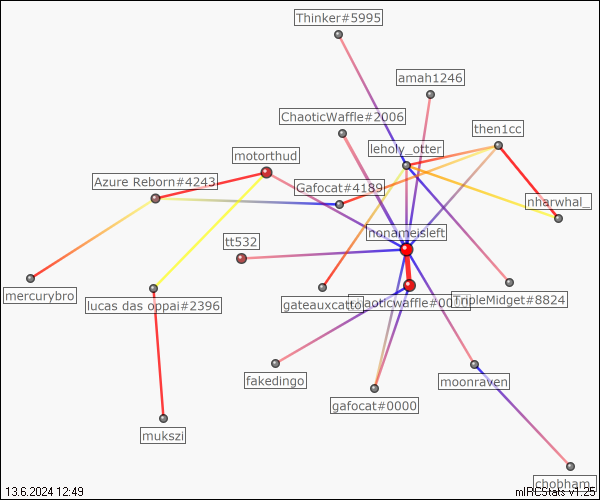 Thinker#5995
amah1246
ChaoticWaffle#2006
then1cc
leholy_otter
motorthud
Azure Reborn#4243
Gafocat#4189
nharwhal_
nonameisleft
tt532
mercurybro
lucas das oppai#2396
gateauxcatto
chaoticwaffle#0000
TripleMidget#8824
fakedingo
moonraven
gafocat#0000
mukszi
chobham_
13.6.2024 12:49
mIRCStats v1.25